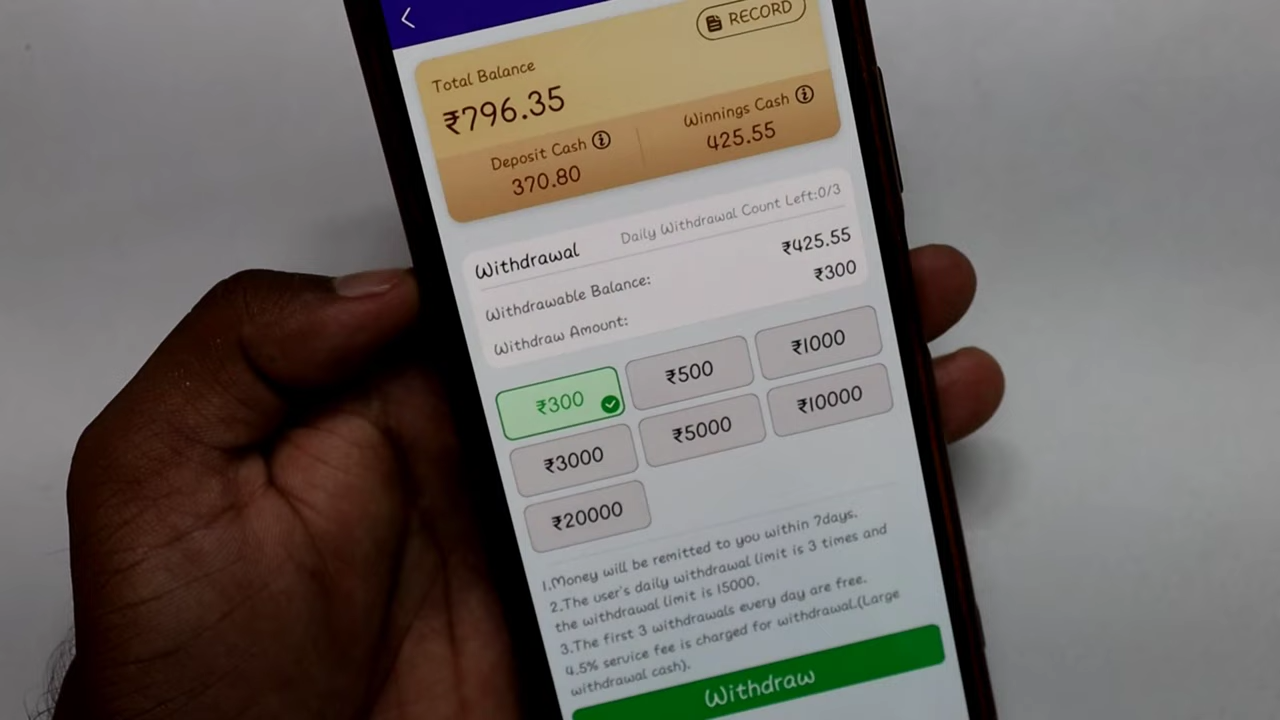 RECORD
Total Balance
₹796.35
Deposit Cash
Winnings Cash
370.80
425.55
Withdrawal
Daily Withdrawal Count Left:0/3
Withdrawable Balance:
₹425.55
Withdraw Amount:
₹300
₹300
₹500
₹1000
₹3000
₹5000
₹10000
₹20000
1.Money will be remitted to you within 7days.
2.The user's daily withdrawal limit is 3 times and
the withdrawal limit is 15000.
3.The first 3 withdrawals every day are free.
4.5% service fee is charged for withdrawal.(Large
withdrawal cash).
Withdraw